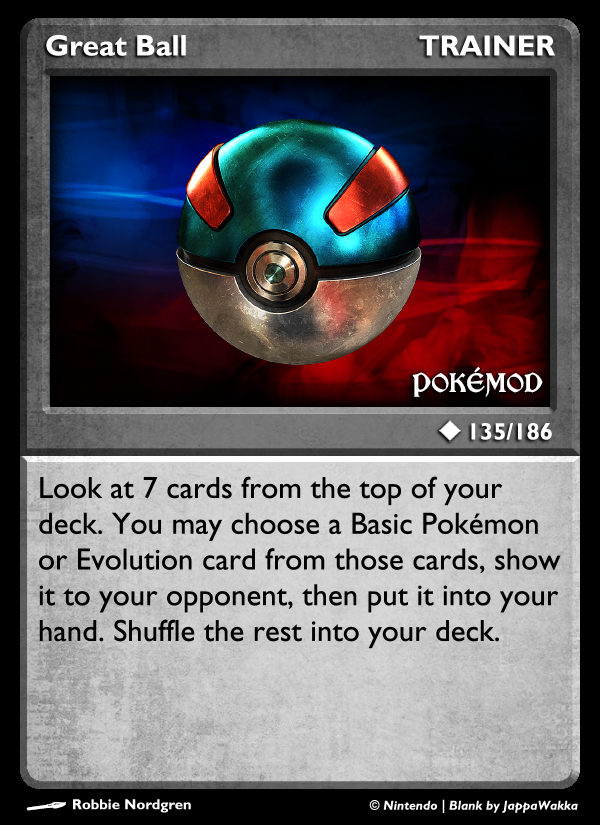 Great Ball TRAINER
POKÉMOD
◆ 135/186
Look at 7 cards from the top of your
deck. You may choose a Basic Pokémon
or Evolution card from those cards, show
it to your opponent, then put it into your
hand. Shuffle the rest into your deck.
Robbie Nordgren © Nintendo | Blank by JappaWakka